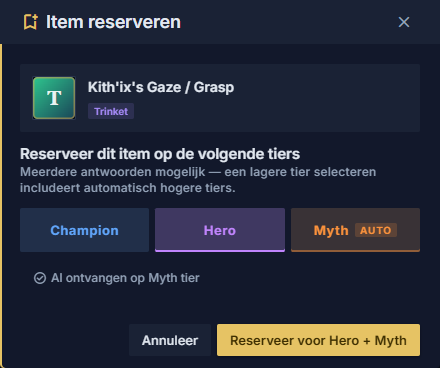 Item reserveren
T
Kith'ix's Gaze / Grasp
Trinket
Reserveer dit item op de volgende tiers
Meerdere antwoorden mogelijk — een lagere tier selecteren
includeert automatisch hogere tiers.
Champion
Hero
Myth AUTO
Al ontvangen op Myth tier
Annuleer
Reserveer voor Hero + Myth